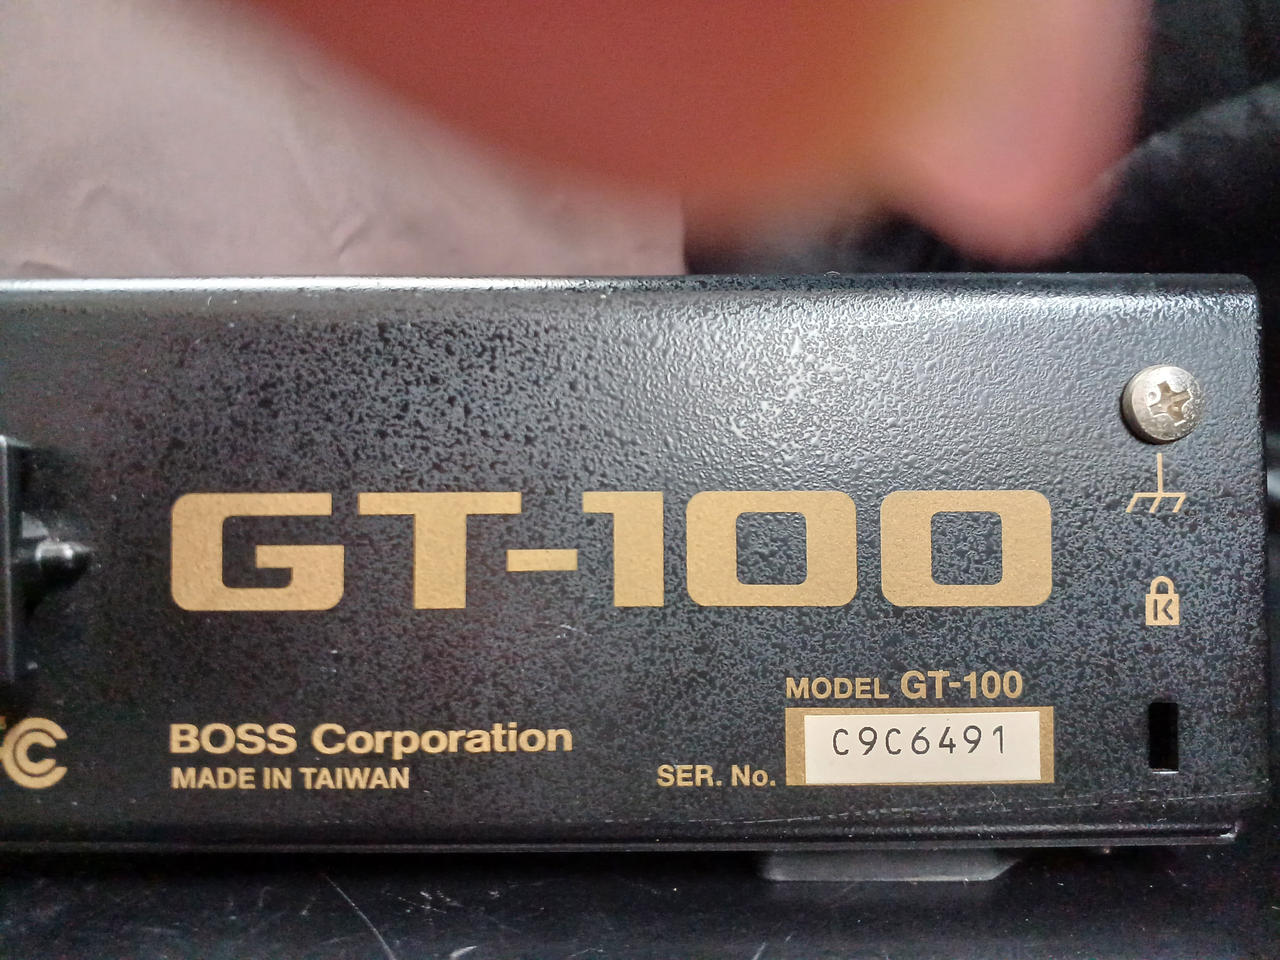 GT-100
MODEL GT-100
BOSS Corporation
C9C6491
MADE IN TAIWAN
SER. No.